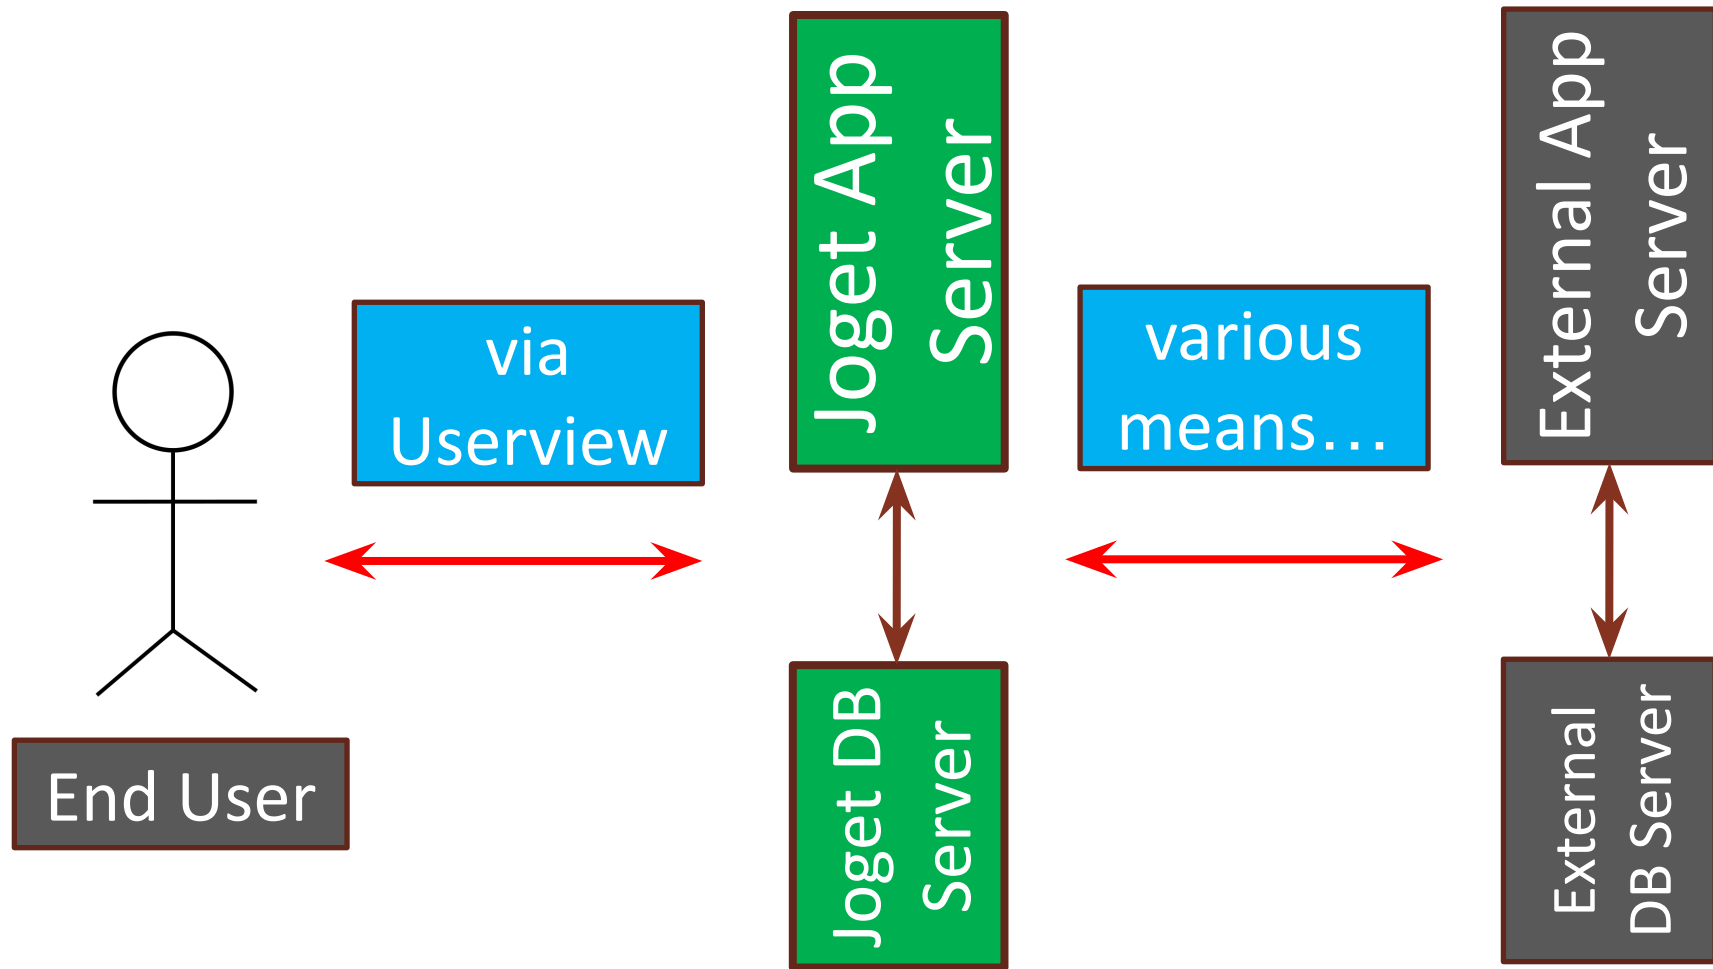 via
Userview
Joget App
Server
various
means…
External App
Server
End User
Joget DB
Server
External
DB Server